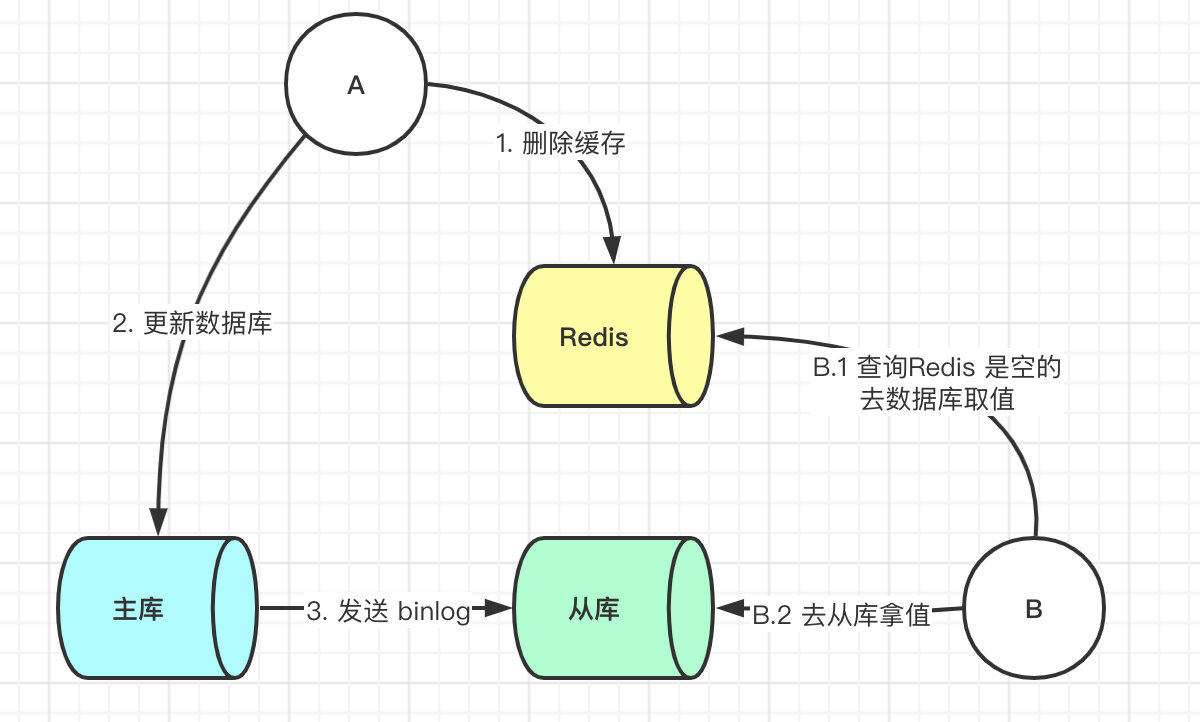 A
1. 删除缓存
2. 更新数据库
Redis
B.1 查询Redis 是空的
去数据库取值
主库
3. 发送 binlog
从库
B.2 去从库拿值
B